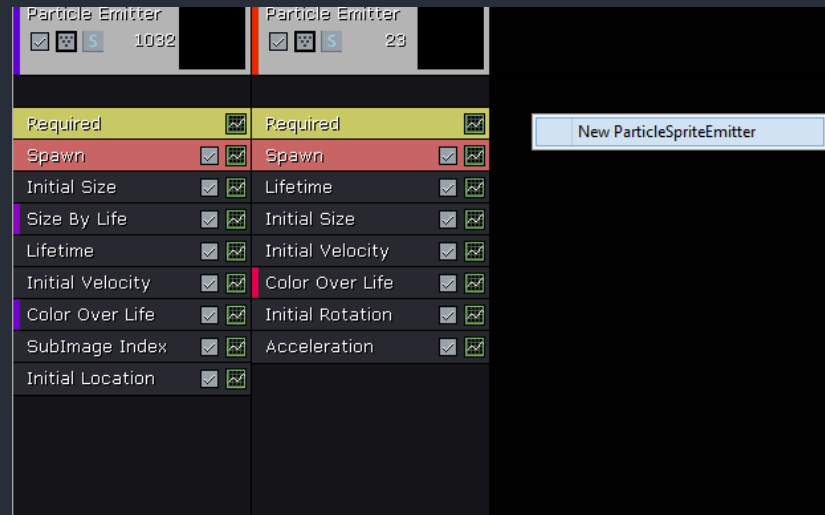 Particle Emitter
S 1032
Required
Spawn
Initial Size
Size By Life
Lifetime
Initial Velocity
Color Over Life
SubImage Index
Initial Location
Particle Emitter
S 23
Required
Spawn
Lifetime
Initial Size
Initial Velocity
Color Over Life
Initial Rotation
Acceleration
New ParticleSpriteEmitter